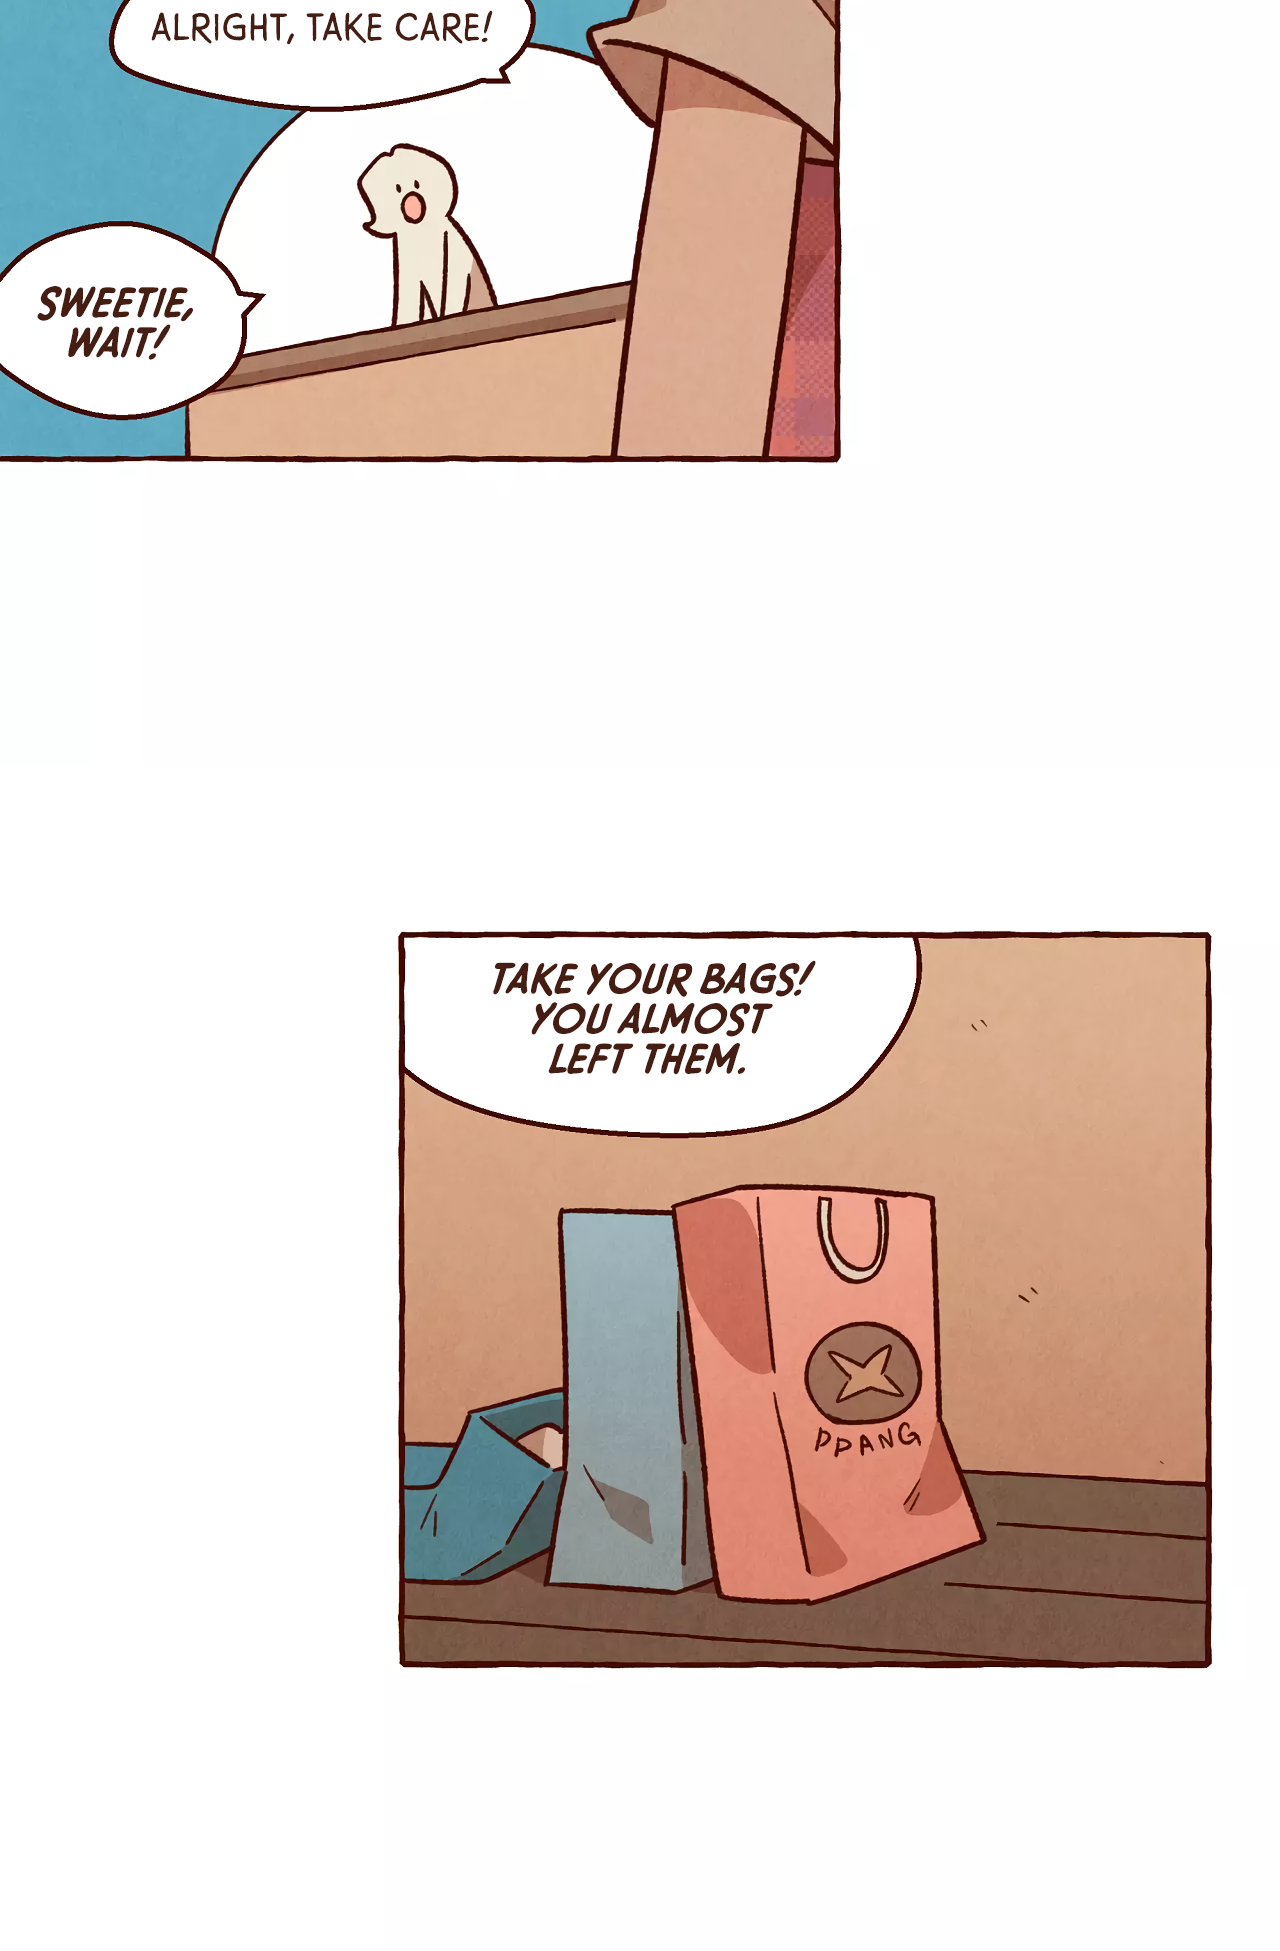 ALRIGHT, TAKE CARE!
SWEETIE,
WAIT!
TAKE YOUR BAGS!
YOU ALMOST
LEFT THEM.
PPANG